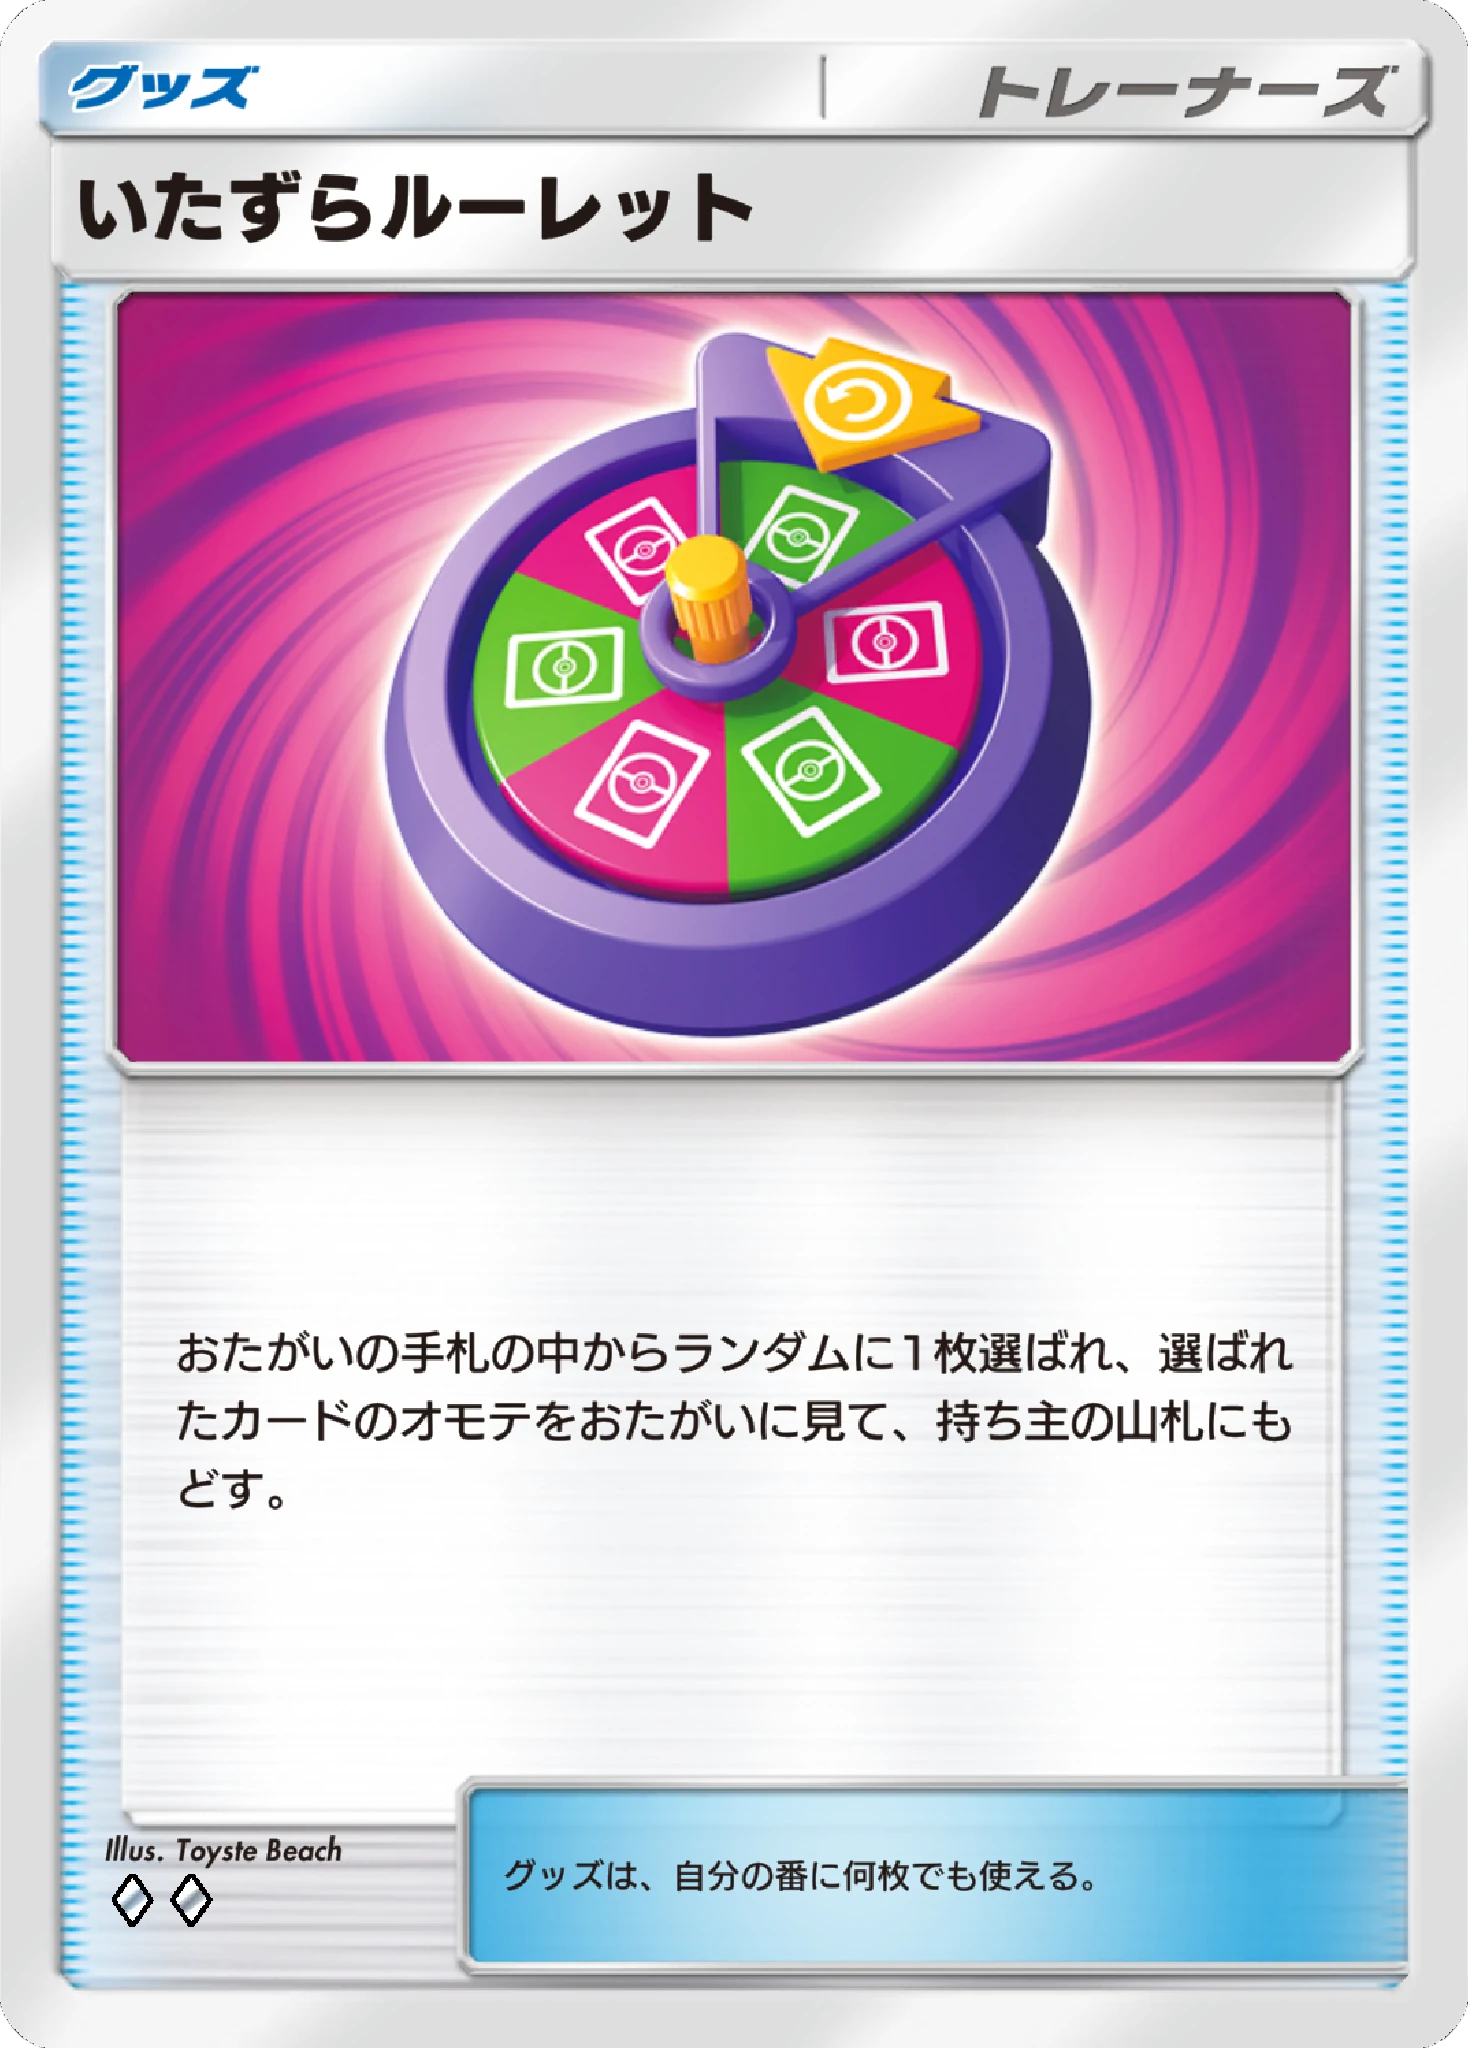 グッズ
トレーナーズ
いたずらルーレット
おたがいの手札の中からランダムに1枚選ばれ、選ばれ
たカードのオモテをおたがいに見て、持ち主の山札にも
どす。
Illus. Toyste Beach
グッズは、自分の番に何枚でも使える。